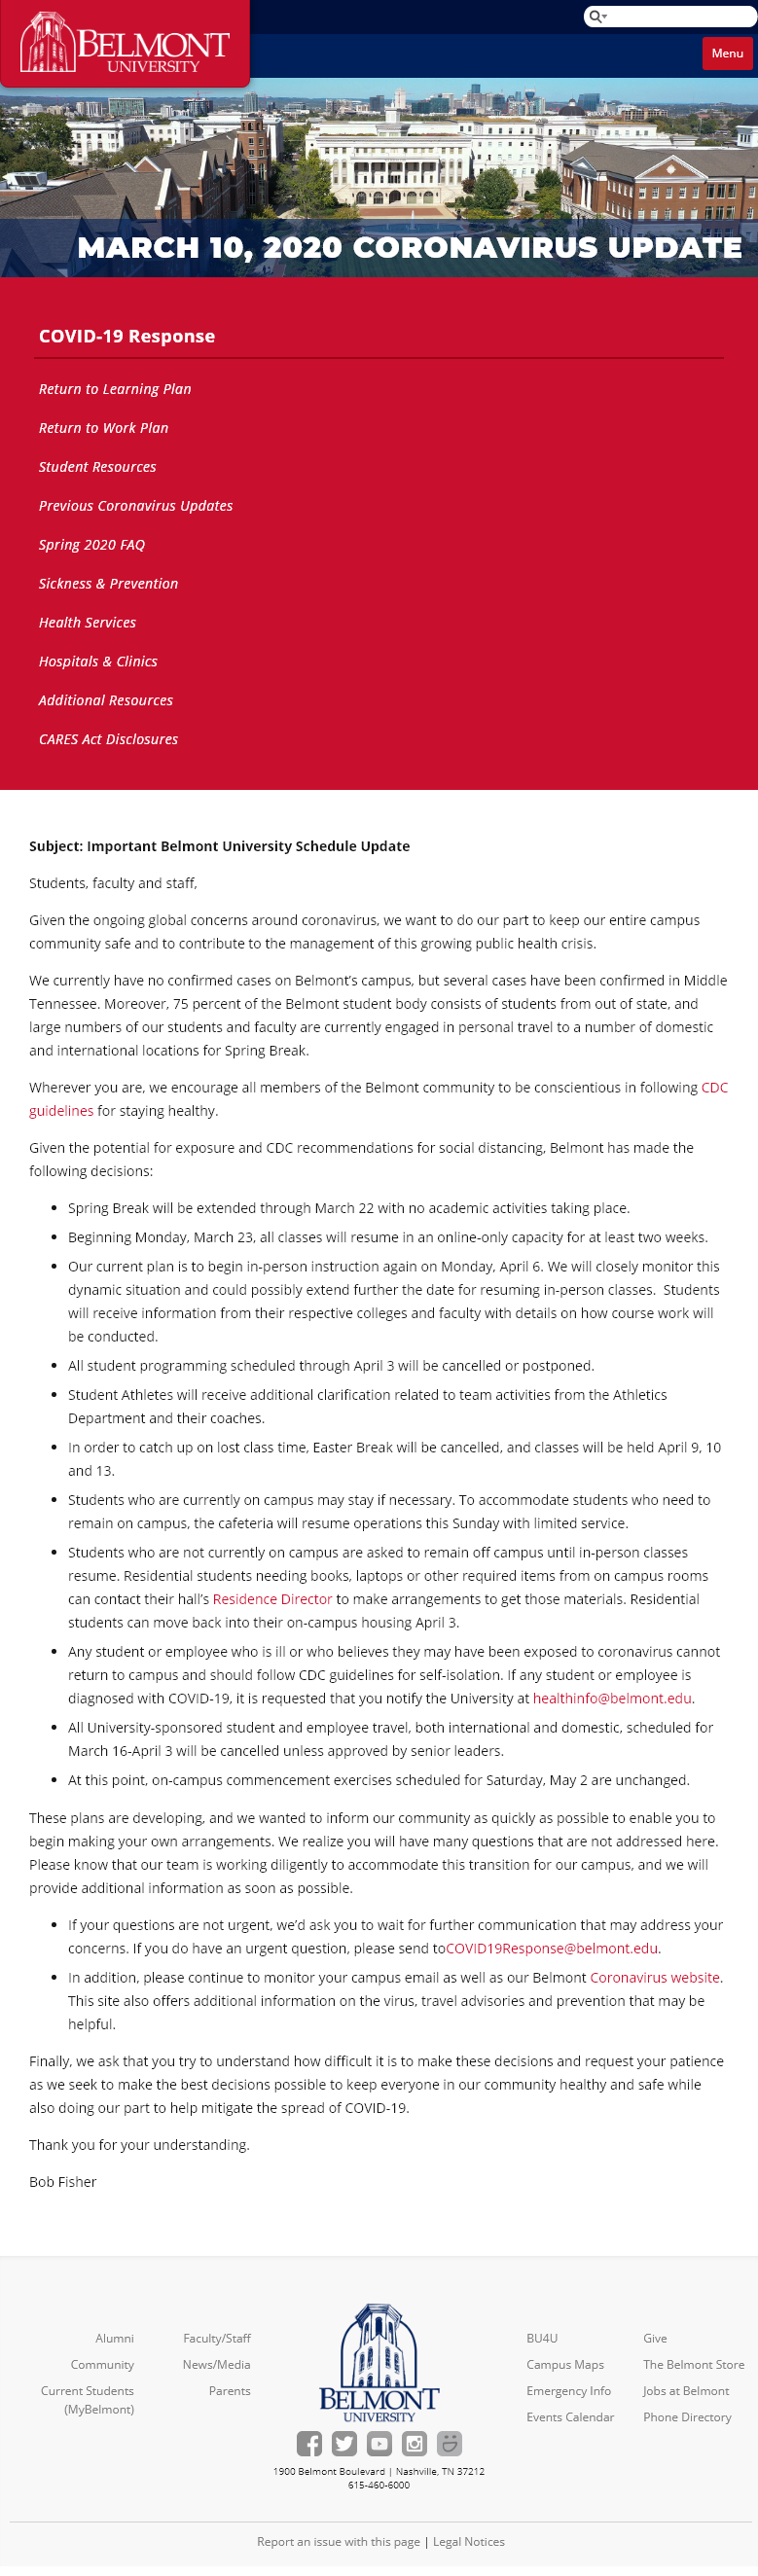 BELMONT
UNIVERSITY
Menu
MARCH 10, 2020 CORONAVIRUS UPDATE
COVID-19 Response
Return to Learning Plan
Return to Work Plan
Student Resources
Previous Coronavirus Updates
Spring 2020 FAQ
Sickness & Prevention
Health Services
Hospitals & Clinics
Additional Resources
CARES Act Disclosures
Subject: Important Belmont University Schedule Update
Students, faculty and staff,
Given the ongoing global concerns around coronavirus, we want to do our part to keep our entire campus
community safe and to contribute to the management of this growing public health crisis.
We currently have no confirmed cases on Belmont’s campus, but several cases have been confirmed in Middle
Tennessee. Moreover, 75 percent of the Belmont student body consists of students from out of state, and
large numbers of our students and faculty are currently engaged in personal travel to a number of domestic
and international locations for Spring Break.
Wherever you are, we encourage all members of the Belmont community to be conscientious in following CDC
guidelines for staying healthy.
Given the potential for exposure and CDC recommendations for social distancing, Belmont has made the
following decisions:
• Spring Break will be extended through March 22 with no academic activities taking place.
• Beginning Monday, March 23, all classes will resume in an online-only capacity for at least two weeks.
• Our current plan is to begin in-person instruction again on Monday, April 6. We will closely monitor this
dynamic situation and could possibly extend further the date for resuming in-person classes.  Students
will receive information from their respective colleges and faculty with details on how course work will
be conducted.
• All student programming scheduled through April 3 will be cancelled or postponed.
• Student Athletes will receive additional clarification related to team activities from the Athletics
Department and their coaches.
• In order to catch up on lost class time, Easter Break will be cancelled, and classes will be held April 9, 10
and 13.
• Students who are currently on campus may stay if necessary. To accommodate students who need to
remain on campus, the cafeteria will resume operations this Sunday with limited service.
• Students who are not currently on campus are asked to remain off campus until in-person classes
resume. Residential students needing books, laptops or other required items from on campus rooms
can contact their hall’s Residence Director to make arrangements to get those materials. Residential
students can move back into their on-campus housing April 3.
• Any student or employee who is ill or who believes they may have been exposed to coronavirus cannot
return to campus and should follow CDC guidelines for self-isolation. If any student or employee is
diagnosed with COVID-19, it is requested that you notify the University at healthinfo@belmont.edu.
• All University-sponsored student and employee travel, both international and domestic, scheduled for
March 16-April 3 will be cancelled unless approved by senior leaders.
• At this point, on-campus commencement exercises scheduled for Saturday, May 2 are unchanged.
These plans are developing, and we wanted to inform our community as quickly as possible to enable you to
begin making your own arrangements. We realize you will have many questions that are not addressed here.
Please know that our team is working diligently to accommodate this transition for our campus, and we will
provide additional information as soon as possible.
• If your questions are not urgent, we’d ask you to wait for further communication that may address your
concerns. If you do have an urgent question, please send toCOVID19Response@belmont.edu.
• In addition, please continue to monitor your campus email as well as our Belmont Coronavirus website.
This site also offers additional information on the virus, travel advisories and prevention that may be
helpful.
Finally, we ask that you try to understand how difficult it is to make these decisions and request your patience
as we seek to make the best decisions possible to keep everyone in our community healthy and safe while
also doing our part to help mitigate the spread of COVID-19.
Thank you for your understanding.
Bob Fisher
Alumni
Community
Current Students
(MyBelmont)
Faculty/Staff
News/Media
Parents
BELMONT
UNIVERSITY
1900 Belmont Boulevard | Nashville, TN 37212
615-460-6000
BU4U
Campus Maps
Emergency Info
Events Calendar
Give
The Belmont Store
Jobs at Belmont
Phone Directory
Report an issue with this page | Legal Notices